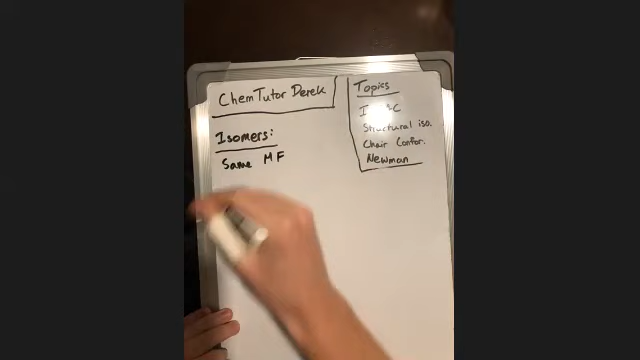 ChemTutor Derek
Isomers:
Same MF
Topics
Structural iso.
Chair Confor.
Newman